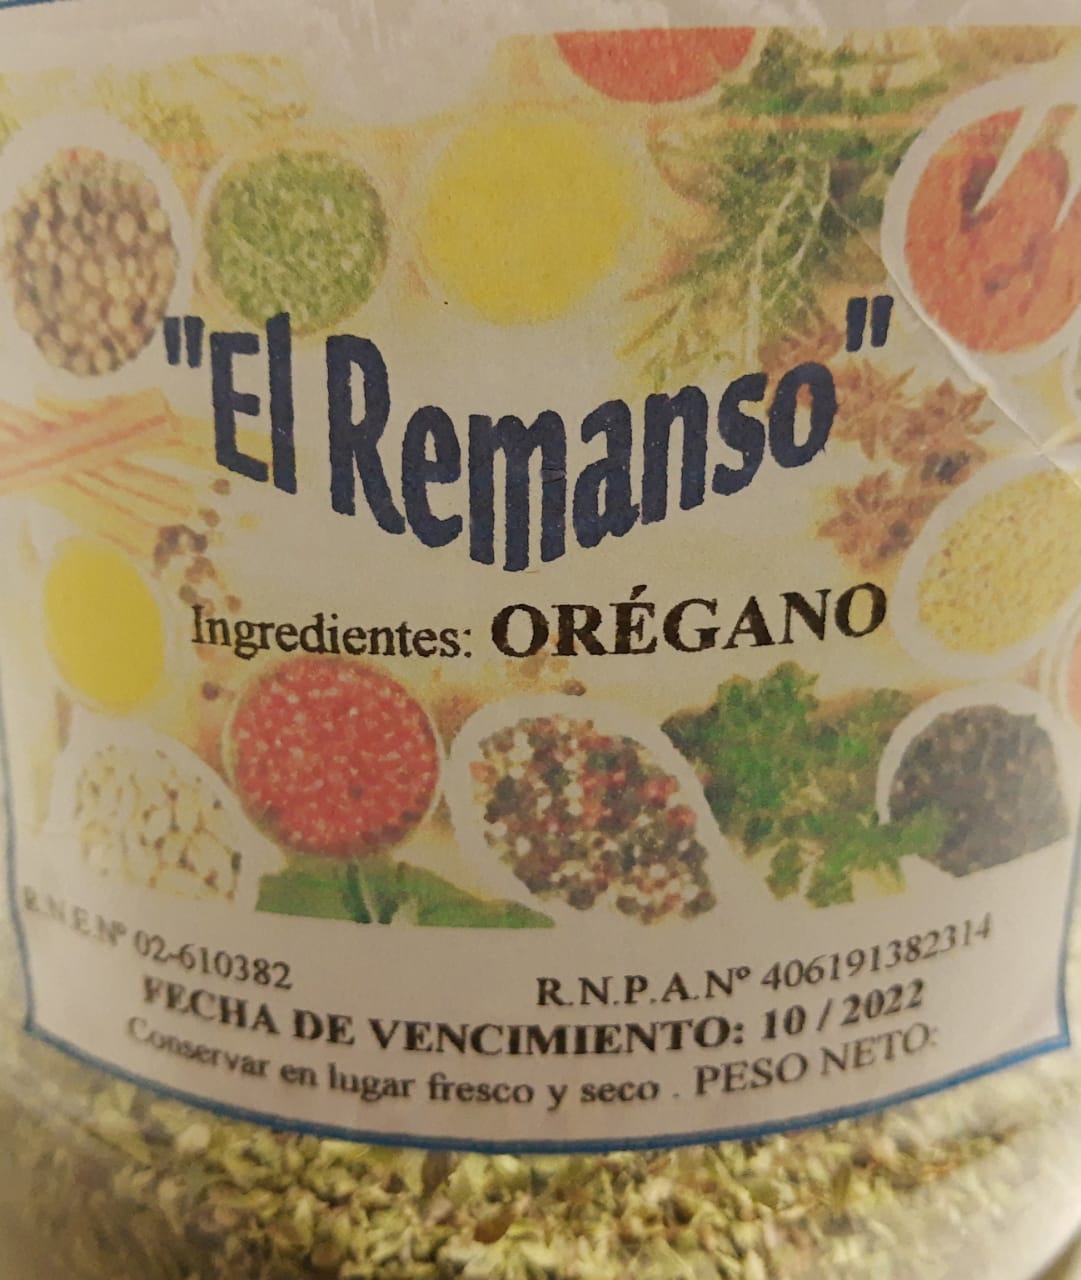 "El Remanso"
Ingredientes: ORÉGANO
R.N.E.Nº 02-610382
R.N.P.A.Nº 406191382314
FECHA DE VENCIMIENTO: 10 / 2022
Conservar en lugar fresco y seco . PESO NETO: